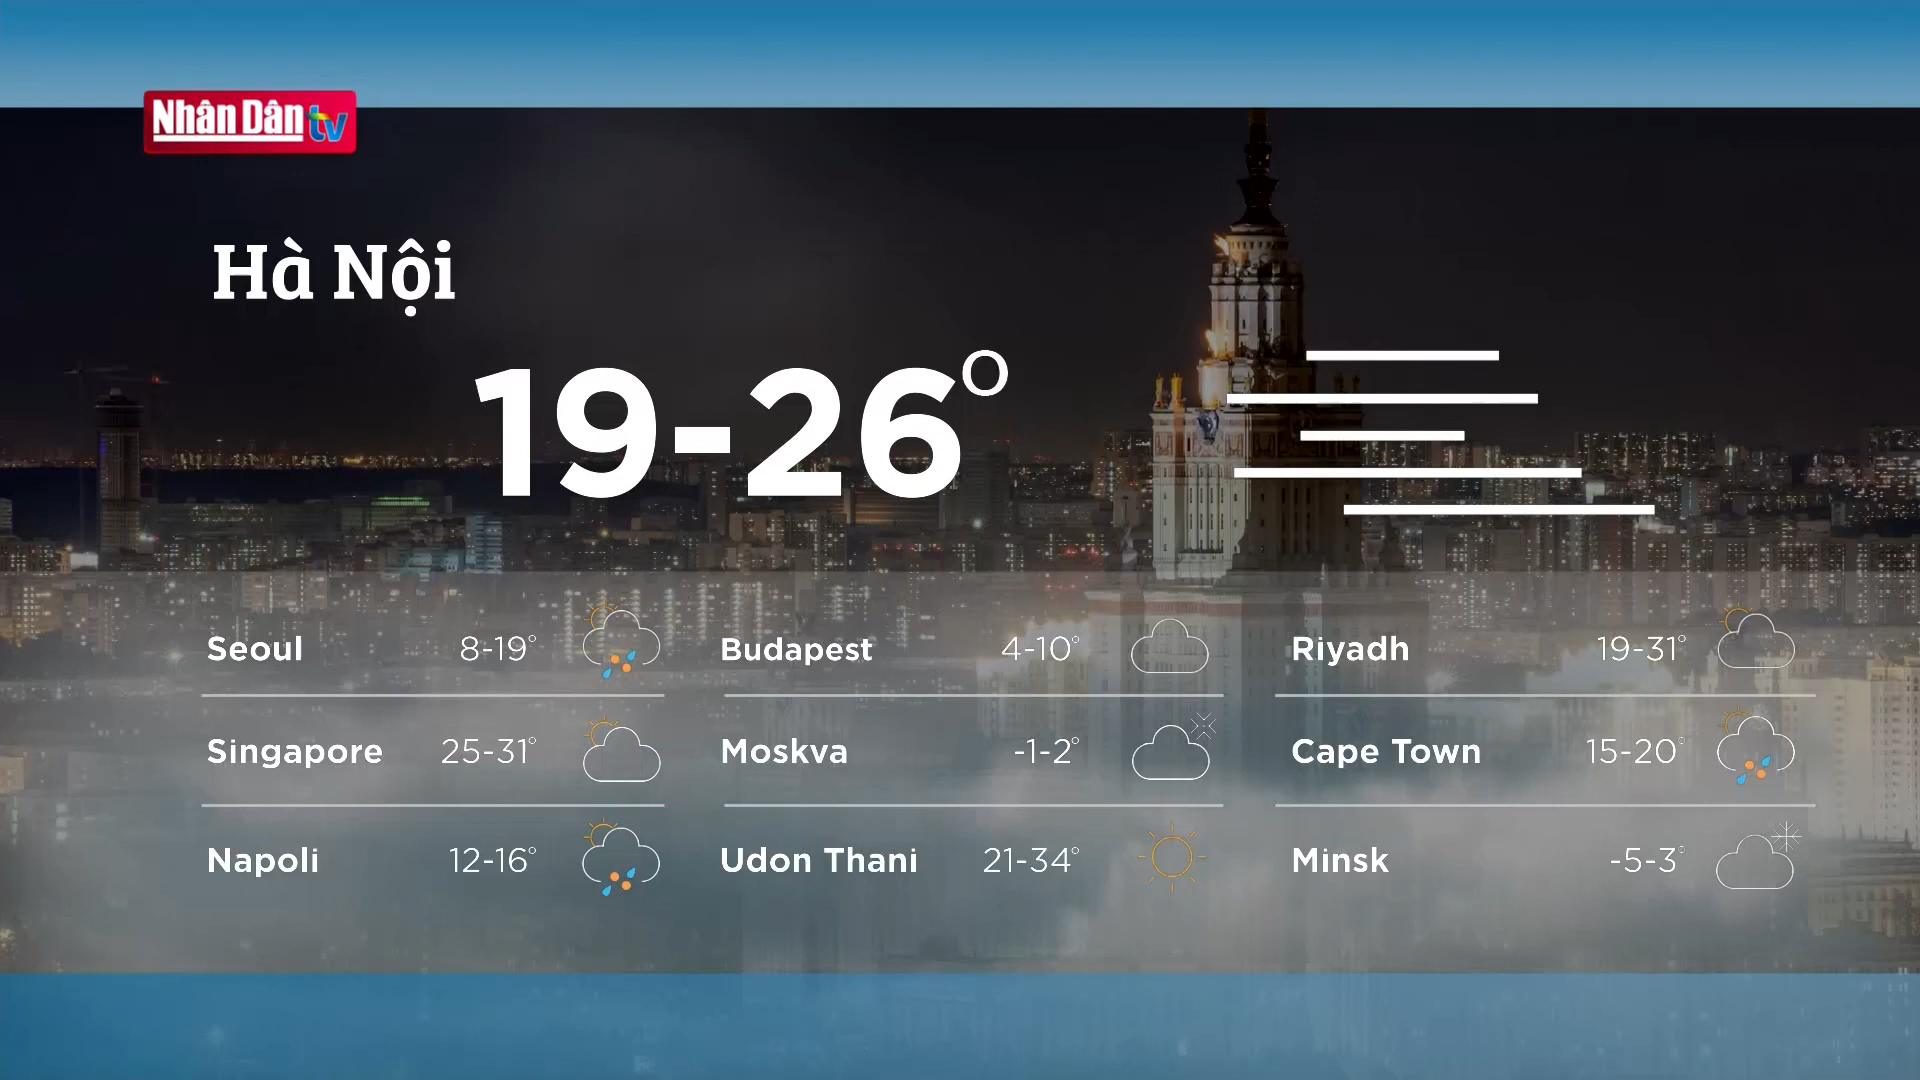 Nhân Dân tv
Hà Nội
19-26°
Seoul 8-19°
Singapore 25-31°
Napoli 12-16°
Budapest 4-10°
Moskva -1-2°
Udon Thani 21-34°
Riyadh 19-31°
Cape Town 15-20°
Minsk -5-3°